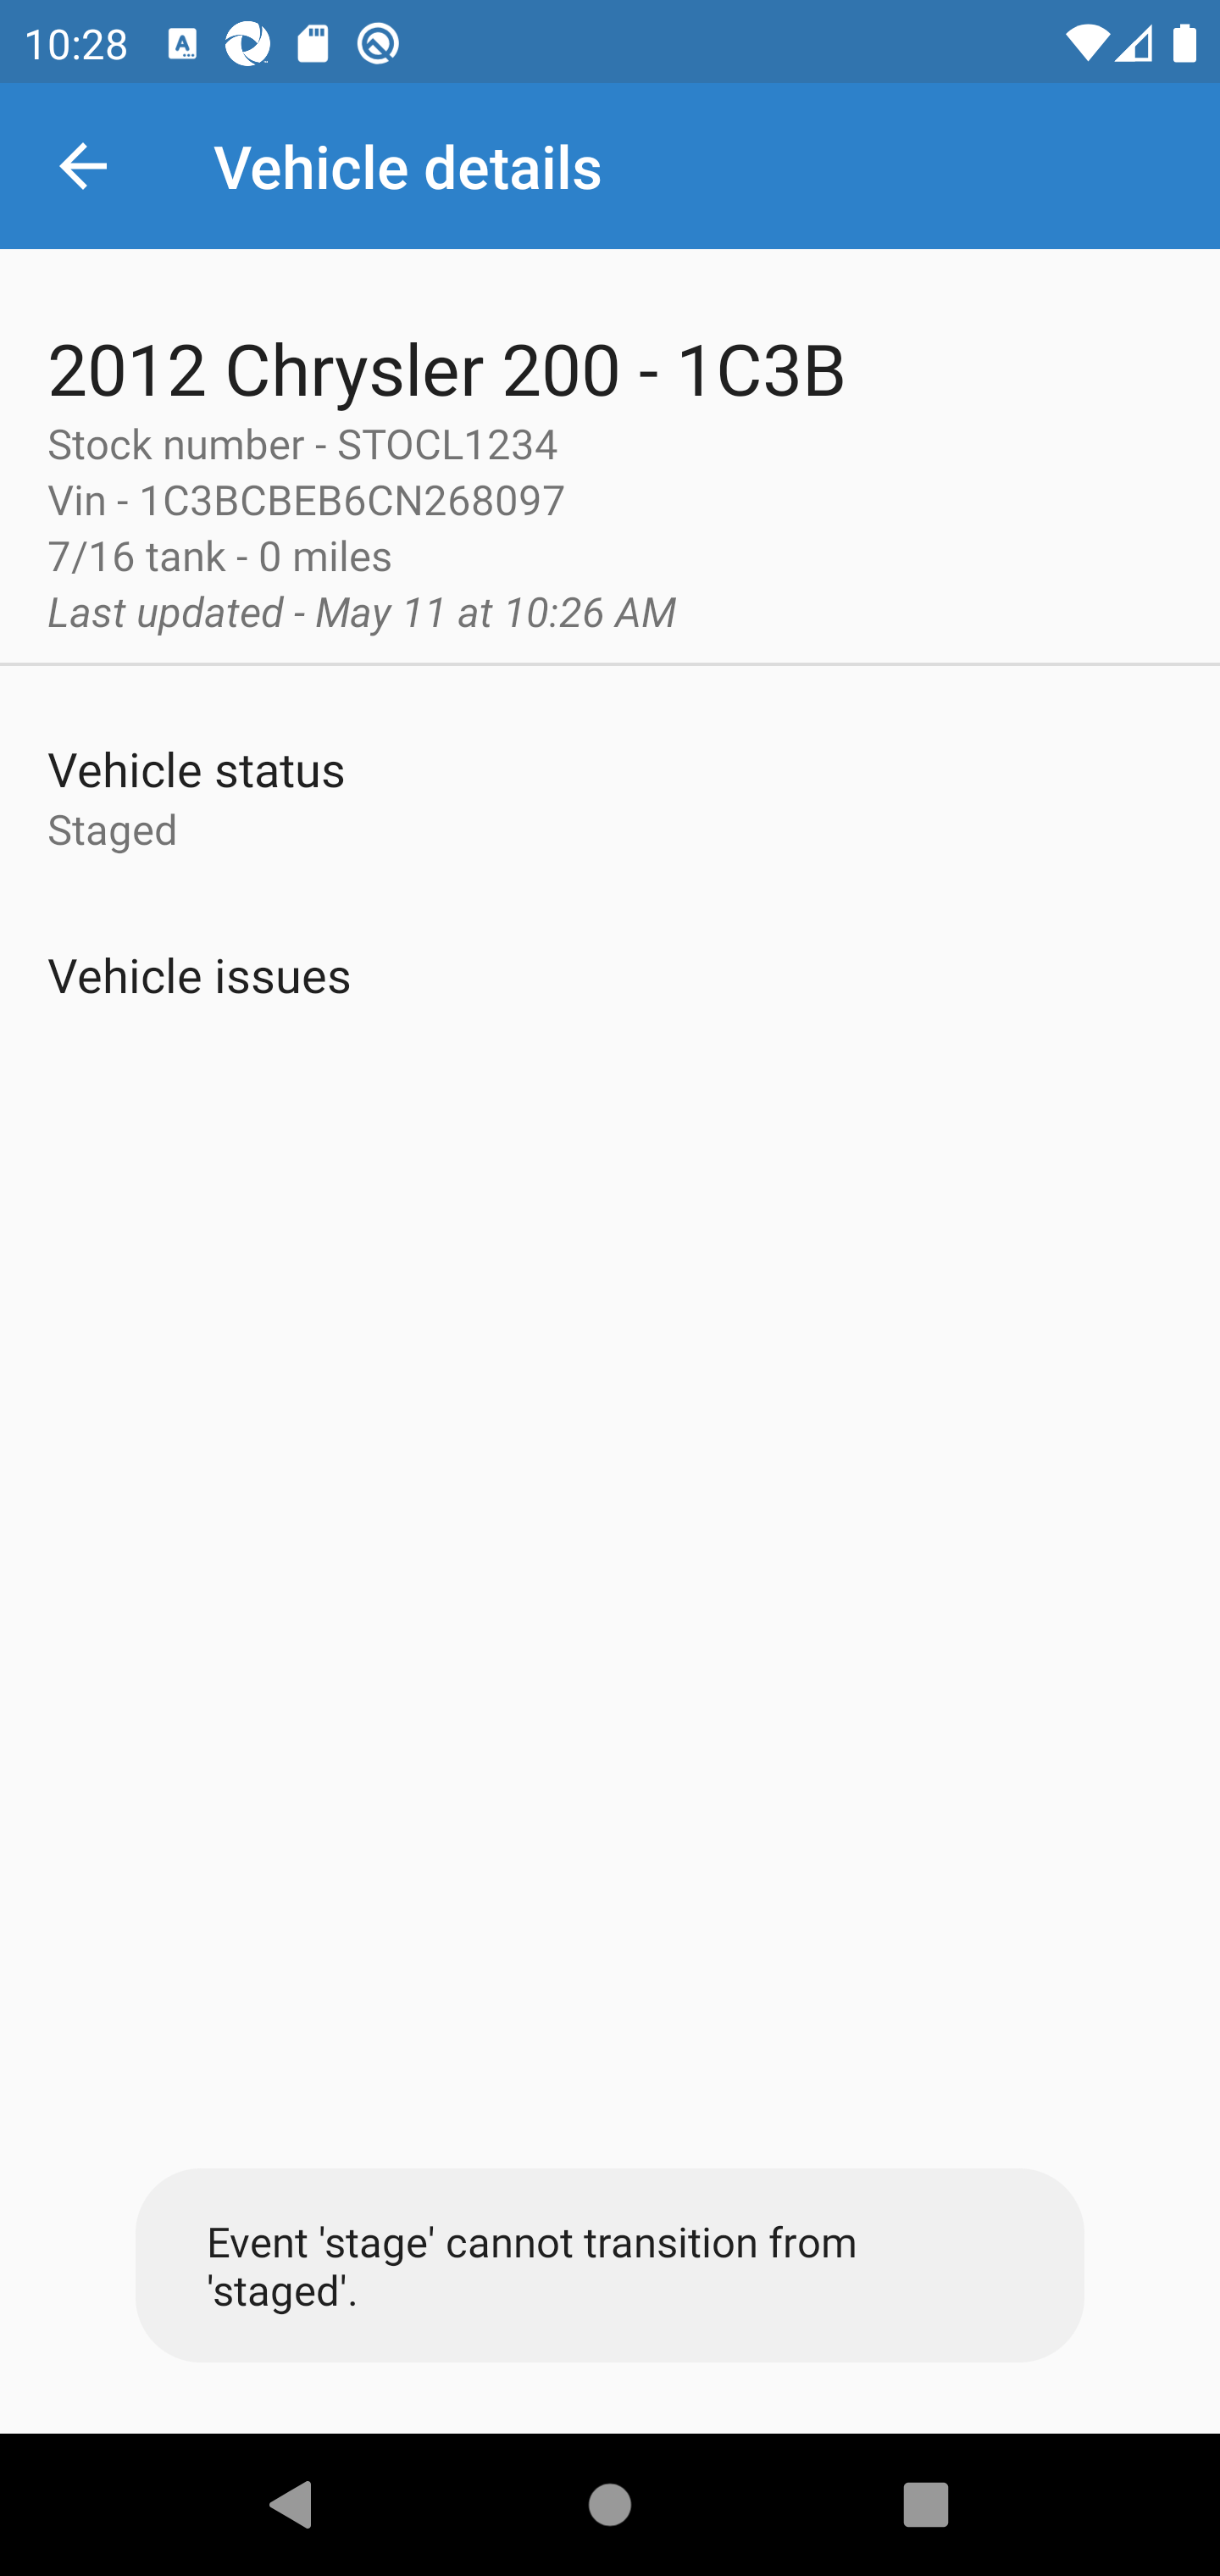 10:28
Vehicle details
2012 Chrysler 200 - 1C3B
Stock number - STOCL1234
Vin - 1C3BCBEB6CN268097
7/16 tank - 0 miles
Last updated - May 11 at 10:26 AM
Vehicle status
Staged
Vehicle issues
Event 'stage' cannot transition from
'staged'.